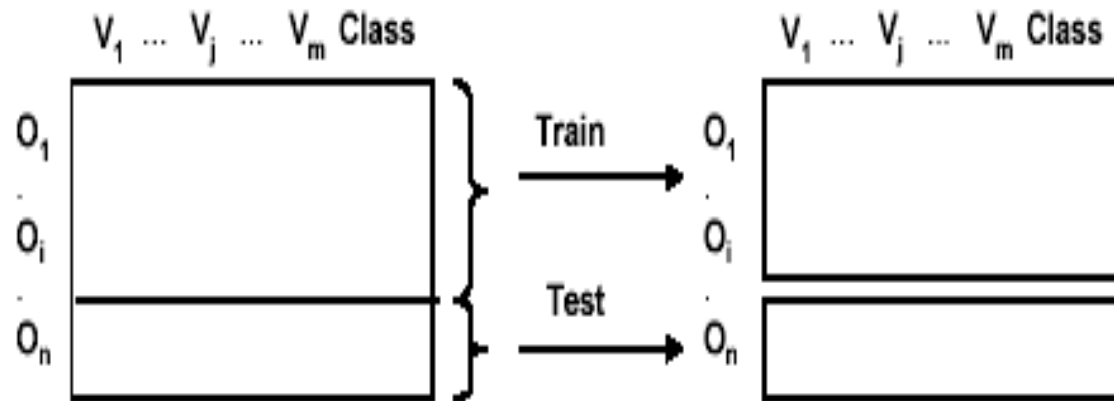 V₁ ... Vⱼ ... Vₘ Class
V₁ ... Vⱼ ... Vₘ Class
O₁
.
Oᵢ
.
Oₙ
Train
Test
O₁
.
Oᵢ
.
Oₙ